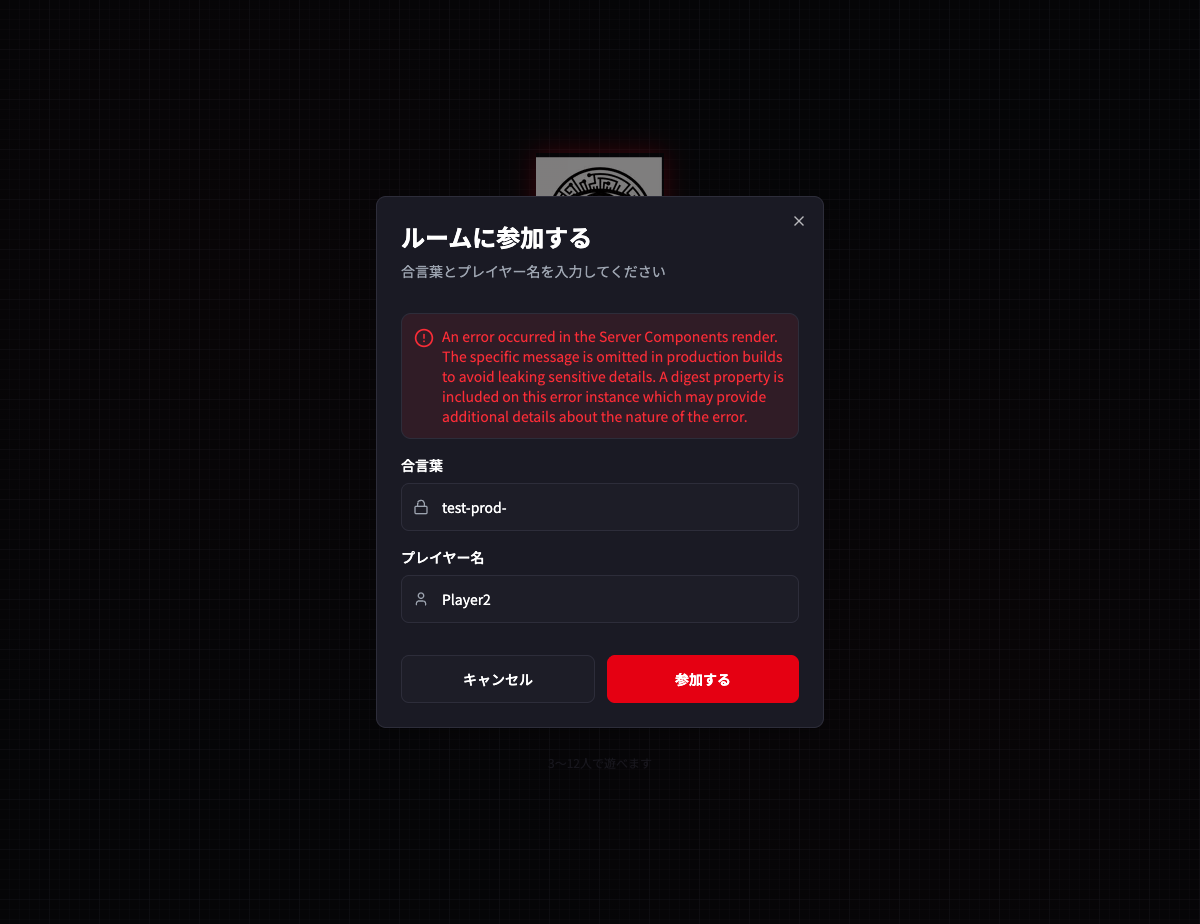 ルームに参加する
合言葉とプレイヤー名を入力してください
An error occurred in the Server Components render.
The specific message is omitted in production builds
to avoid leaking sensitive details. A digest property is
included on this error instance which may provide
additional details about the nature of the error.
合言葉
test-prod-
プレイヤー名
Player2
キャンセル
参加する
3〜12人で遊べます